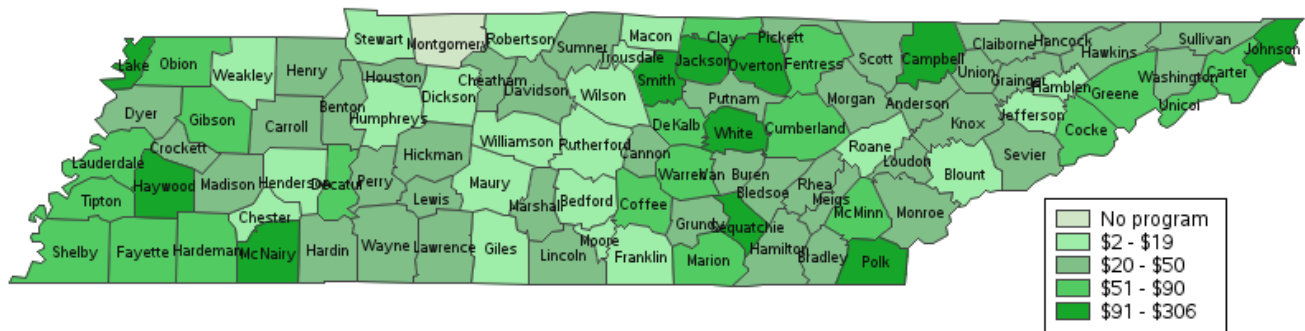 Stewart
Montgomery
Robertson
Sumner
Macon
Trousdale
Clay
Pickett
Lake
Obion
Weakley
Henry
Houston
Cheatham
Davidson
Dickson
Wilson
Smith
Jackson
Overton
Fentress
Scott
Campbell
Claiborne
Hancock
Hawkins
Sullivan
Johnson
Union
Grainger
Hamblen
Greene
Washington
Carter
Unicol
Dyer
Gibson
Carroll
Benton
Humphreys
Putnam
Morgan
Anderson
Knox
Jefferson
Cocke
Sevier
Lauderdale
Crockett
Haywood
Madison
Henderson
Decatur
Perry
Hickman
Williamson
Rutherford
Cannon
DeKalb
White
Cumberland
Roane
Loudon
Blount
Tipton
Chester
Lewis
Maury
Marshall
Bedford
Coffee
Warren
Van Buren
Bledsoe
Rhea
Meigs
McMinn
Monroe
Shelby
Fayette
Hardeman
McNairy
Hardin
Wayne
Lawrence
Giles
Lincoln
Moore
Franklin
Grundy
Marion
Sequatchie
Hamilton
Bradley
Polk
No program
$2 - $19
$20 - $50
$51 - $90
$91 - $306